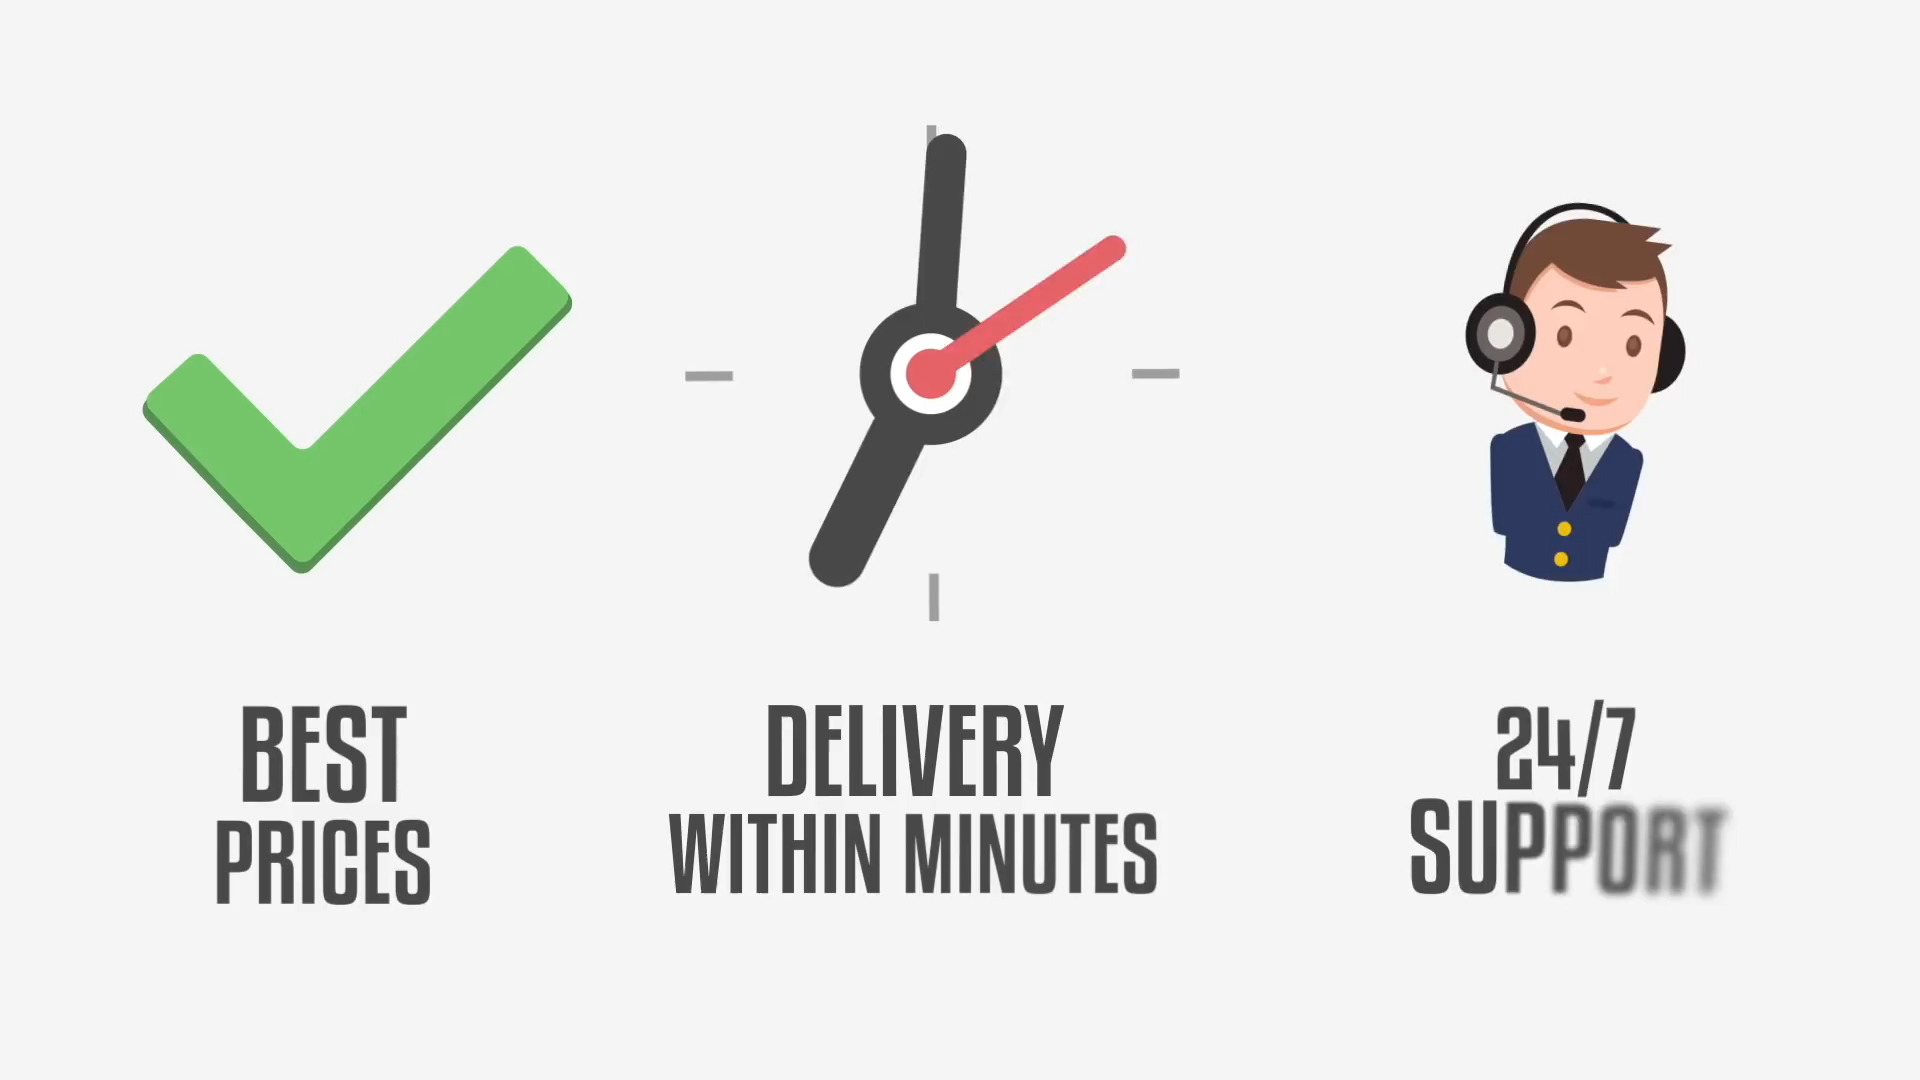 BEST
PRICES
DELIVERY
WITHIN MINUTES
24/7
SUPPORT